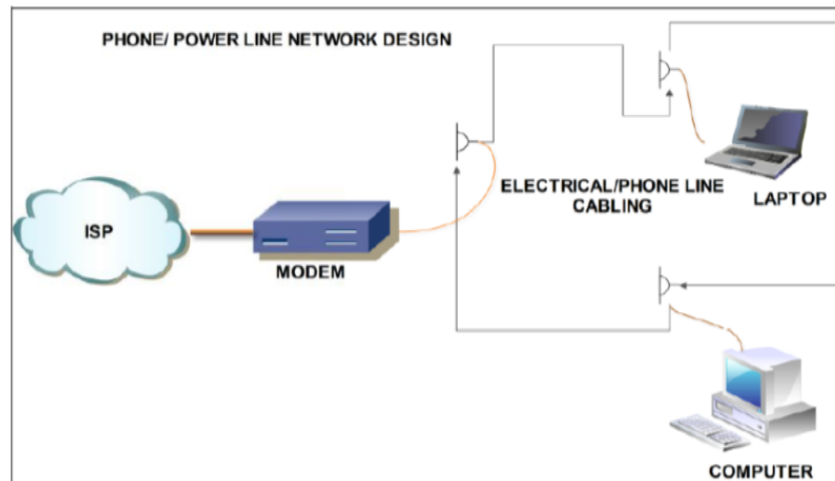 PHONE/ POWER LINE NETWORK DESIGN
ISP
MODEM
ELECTRICAL/PHONE LINE
CABLING
LAPTOP
COMPUTER